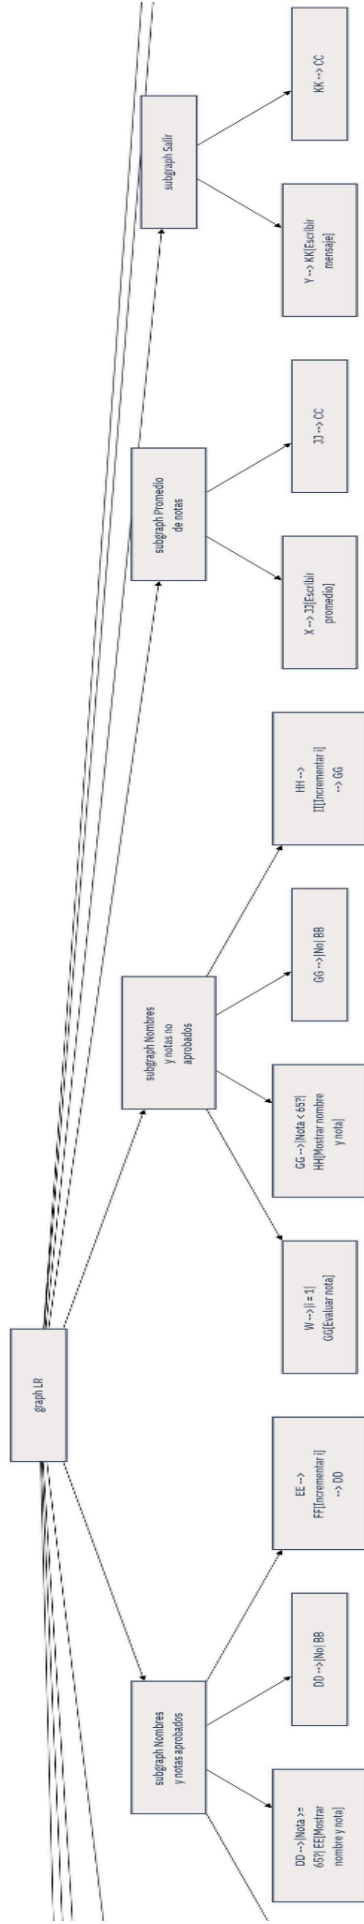 graph LR
subgraph Nombres
y notas aprobados
subgraph Nombres
y notas no
aprobados
subgraph Promedio
de notas
subgraph Salir
DD -->|Nota >=
65?| EE[Mostrar
nombre y nota]
DD -->|No| BB
EE -->
FF[Incrementar i]
--> DD
W -->|i = 1|
GG[Evaluar nota]
GG -->|Nota < 65?|
HH[Mostrar nombre
y nota]
GG -->|No| BB
HH -->
II[Incrementar i]
--> GG
X --> JJ[Escribir
promedio]
JJ --> CC
Y --> KK[Escribir
mensaje]
KK --> CC